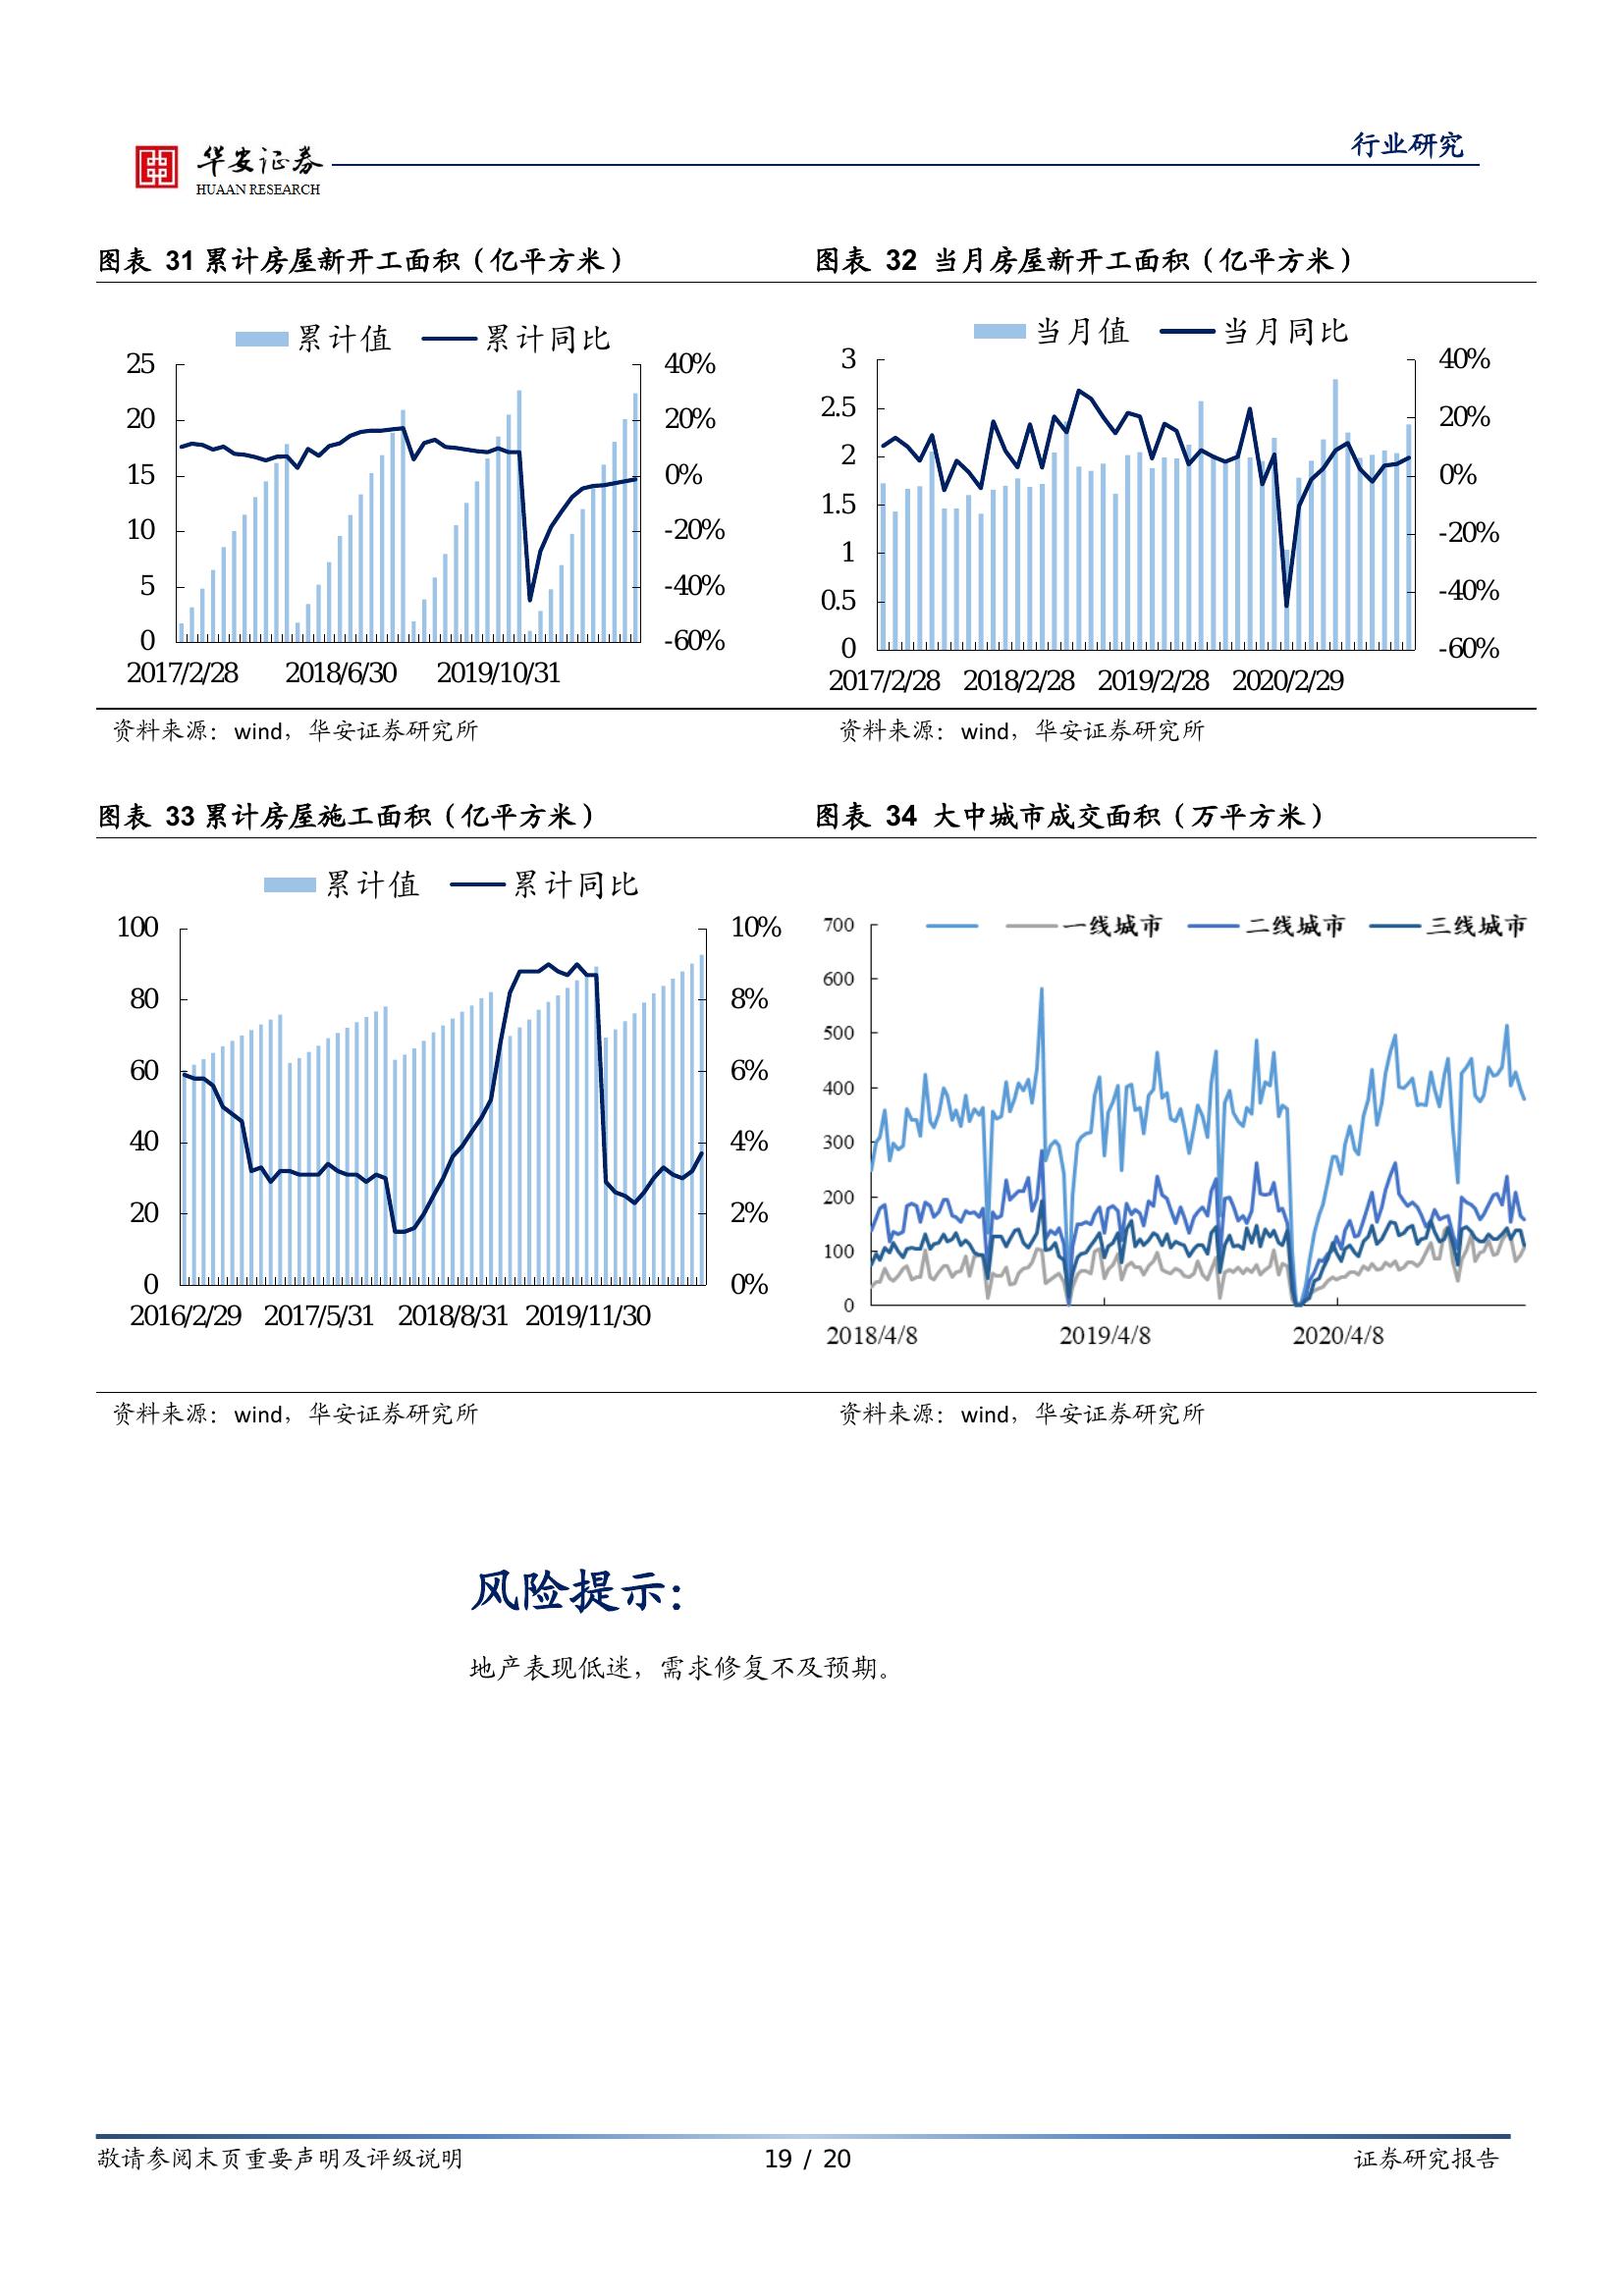 行业研究
华安证券
HUAAN RESEARCH
图表 31 累计房屋新开工面积（亿平方米）
图表 32 当月房屋新开工面积（亿平方米）
累计值 累计同比
25
20
15
10
5
0
40%
20%
0%
-20%
-40%
-60%
2017/2/28 2018/6/30 2019/10/31
当月值 当月同比
3
2.5
2
1.5
1
0.5
0
40%
20%
0%
-20%
-40%
-60%
2017/2/28 2018/2/28 2019/2/28 2020/2/29
资料来源：wind，华安证券研究所
资料来源：wind，华安证券研究所
图表 33 累计房屋施工面积（亿平方米）
图表 34 大中城市成交面积（万平方米）
累计值 累计同比
100
80
60
40
20
0
10%
8%
6%
4%
2%
0%
2016/2/29 2017/5/31 2018/8/31 2019/11/30
一线城市 二线城市 三线城市
700
600
500
400
300
200
100
0
2018/4/8 2019/4/8 2020/4/8
资料来源：wind，华安证券研究所
资料来源：wind，华安证券研究所
风险提示：
地产表现低迷，需求修复不及预期。
敬请参阅末页重要声明及评级说明
19 / 20
证券研究报告